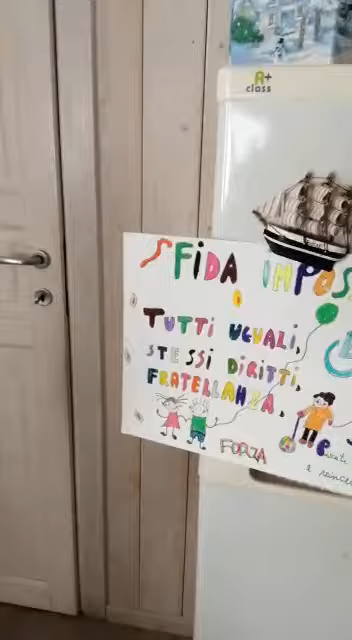 A+
class
SFIDA IMPOS
TUTTI UGUALI,
STESSI DIRITTI,
FRATELLANZA,
FORZA
e